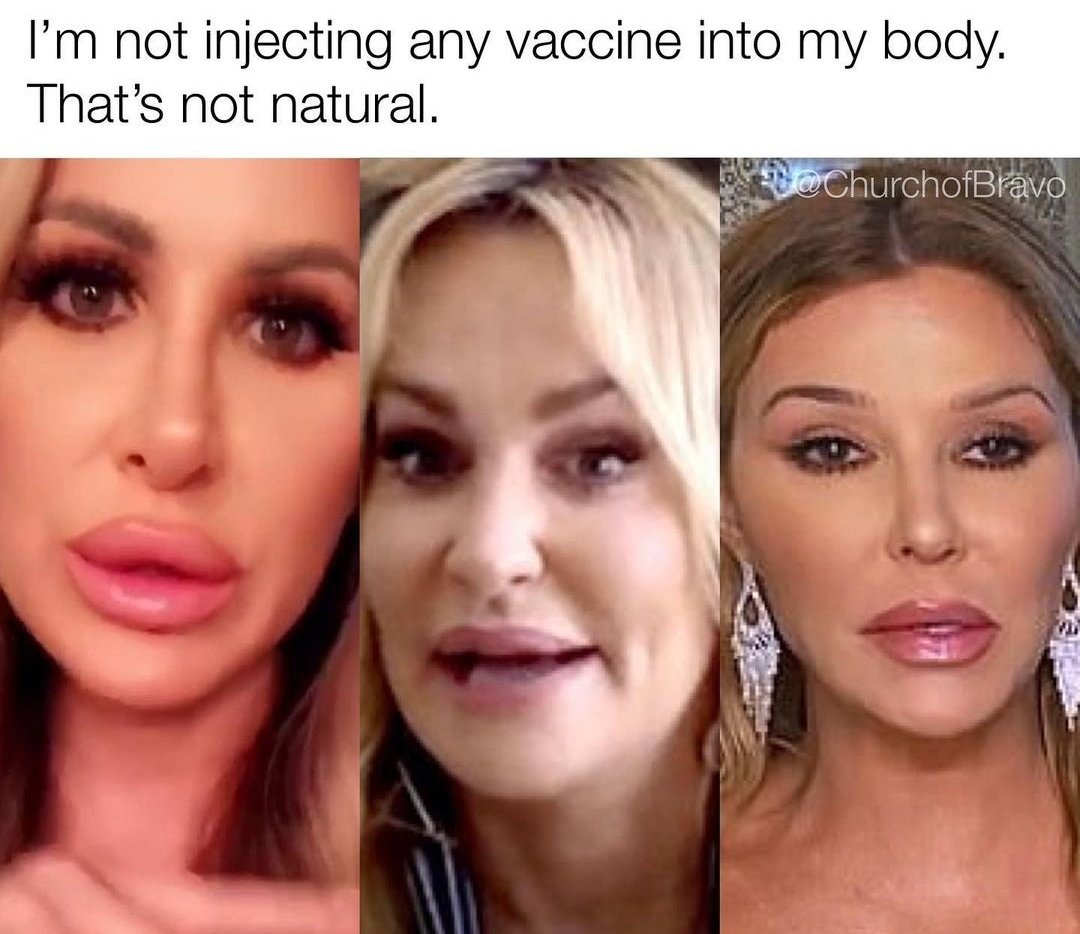 I’m not injecting any vaccine into my body.
That’s not natural.
@ChurchofBravo